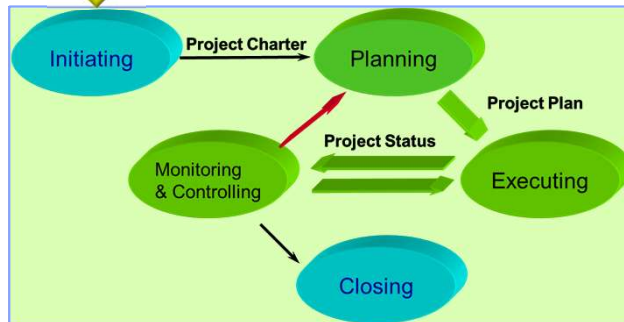 Project Charter
Initiating
Planning
Project Plan
Project Status
Monitoring
& Controlling
Executing
Closing